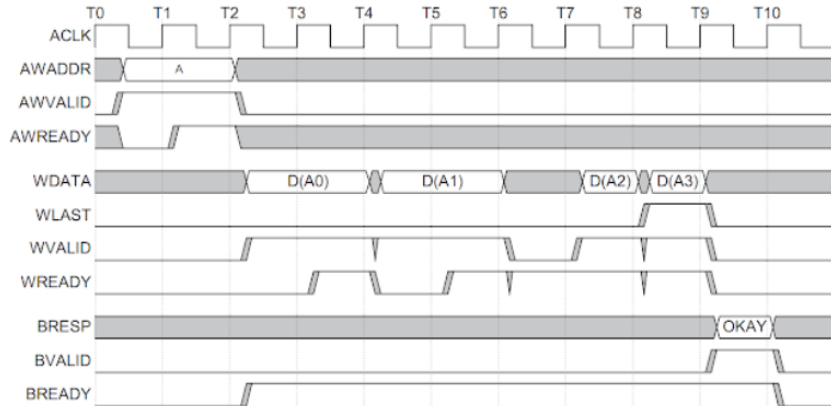 T0 T1 T2 T3 T4 T5 T6 T7 T8 T9 T10
ACLK
AWADDR A
AWVALID
AWREADY
WDATA D(A0) D(A1) D(A2) D(A3)
WLAST
WVALID
WREADY
BRESP OKAY
BVALID
BREADY